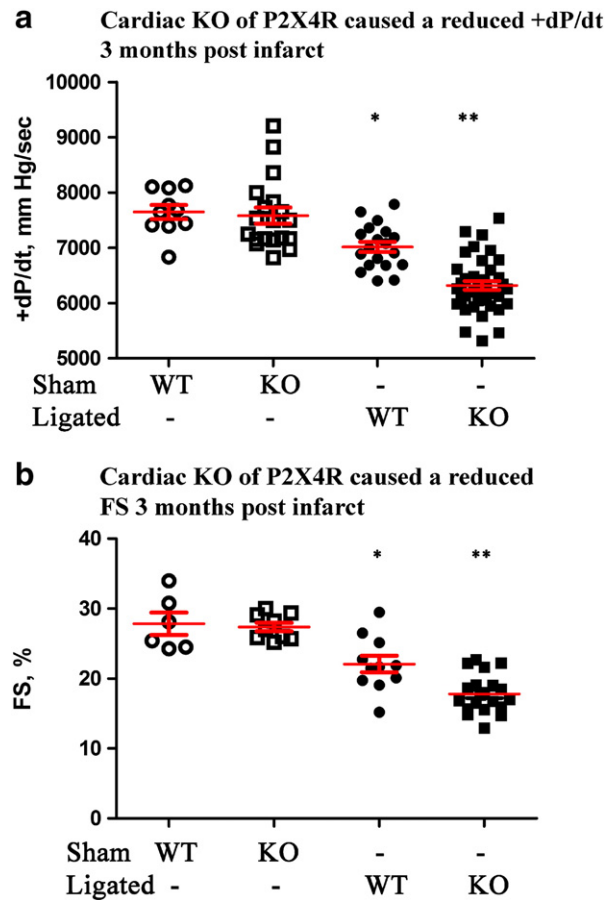 a
Cardiac KO of P2X4R caused a reduced +dP/dt
3 months post infarct
+dP/dt, mm Hg/sec
10000
9000
8000
7000
6000
5000
* **
Sham WT KO - -
Ligated - - WT KO
b
Cardiac KO of P2X4R caused a reduced
FS 3 months post infarct
FS, %
40
30
20
10
0
* **
Sham WT KO - -
Ligated - - WT KO